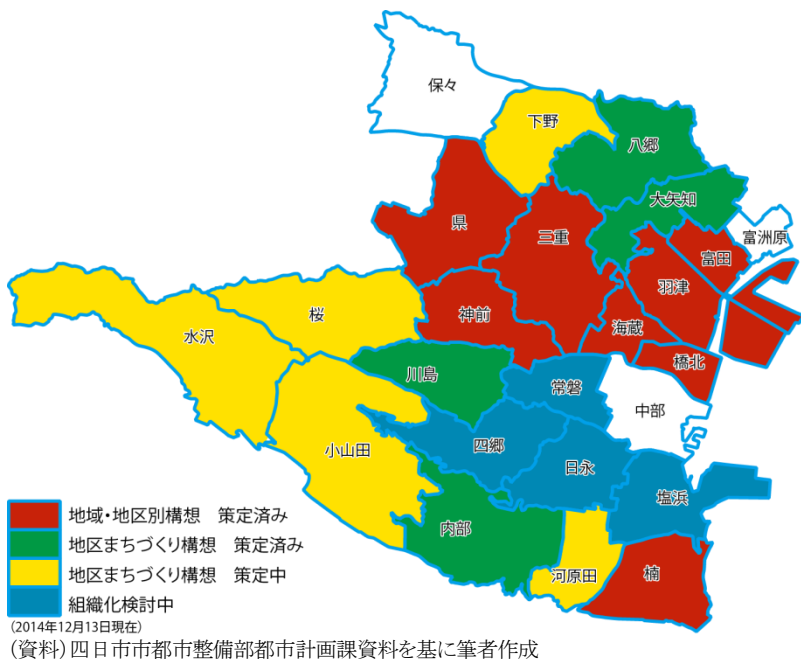 保々
下野
八郷
大矢知
富洲原
県
三重
富田
羽津
桜
神前
海蔵
水沢
橋北
川島
常磐
中部
小山田
四郷
日永
塩浜
内部
河原田
楠
地域・地区別構想　策定済み
地区まちづくり構想　策定済み
地区まちづくり構想　策定中
組織化検討中
(2014年12月13日現在)
(資料)四日市市都市整備部都市計画課資料を基に筆者作成